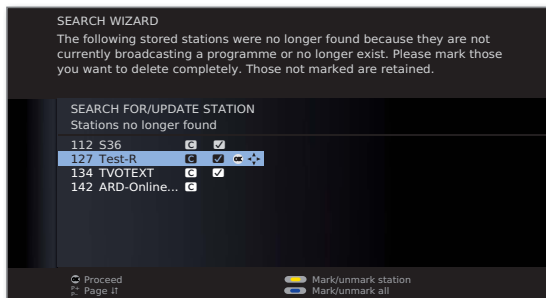 SEARCH WIZARD
The following stored stations were no longer found because they are not
currently broadcasting a programme or no longer exist. Please mark those
you want to delete completely. Those not marked are retained.
SEARCH FOR/UPDATE STATION
Stations no longer found
112 S36 C
127 Test-R C OK
134 TVOTEXT C
142 ARD-Online... C
OK Proceed Mark/unmark station
P+ P- Page Mark/unmark all